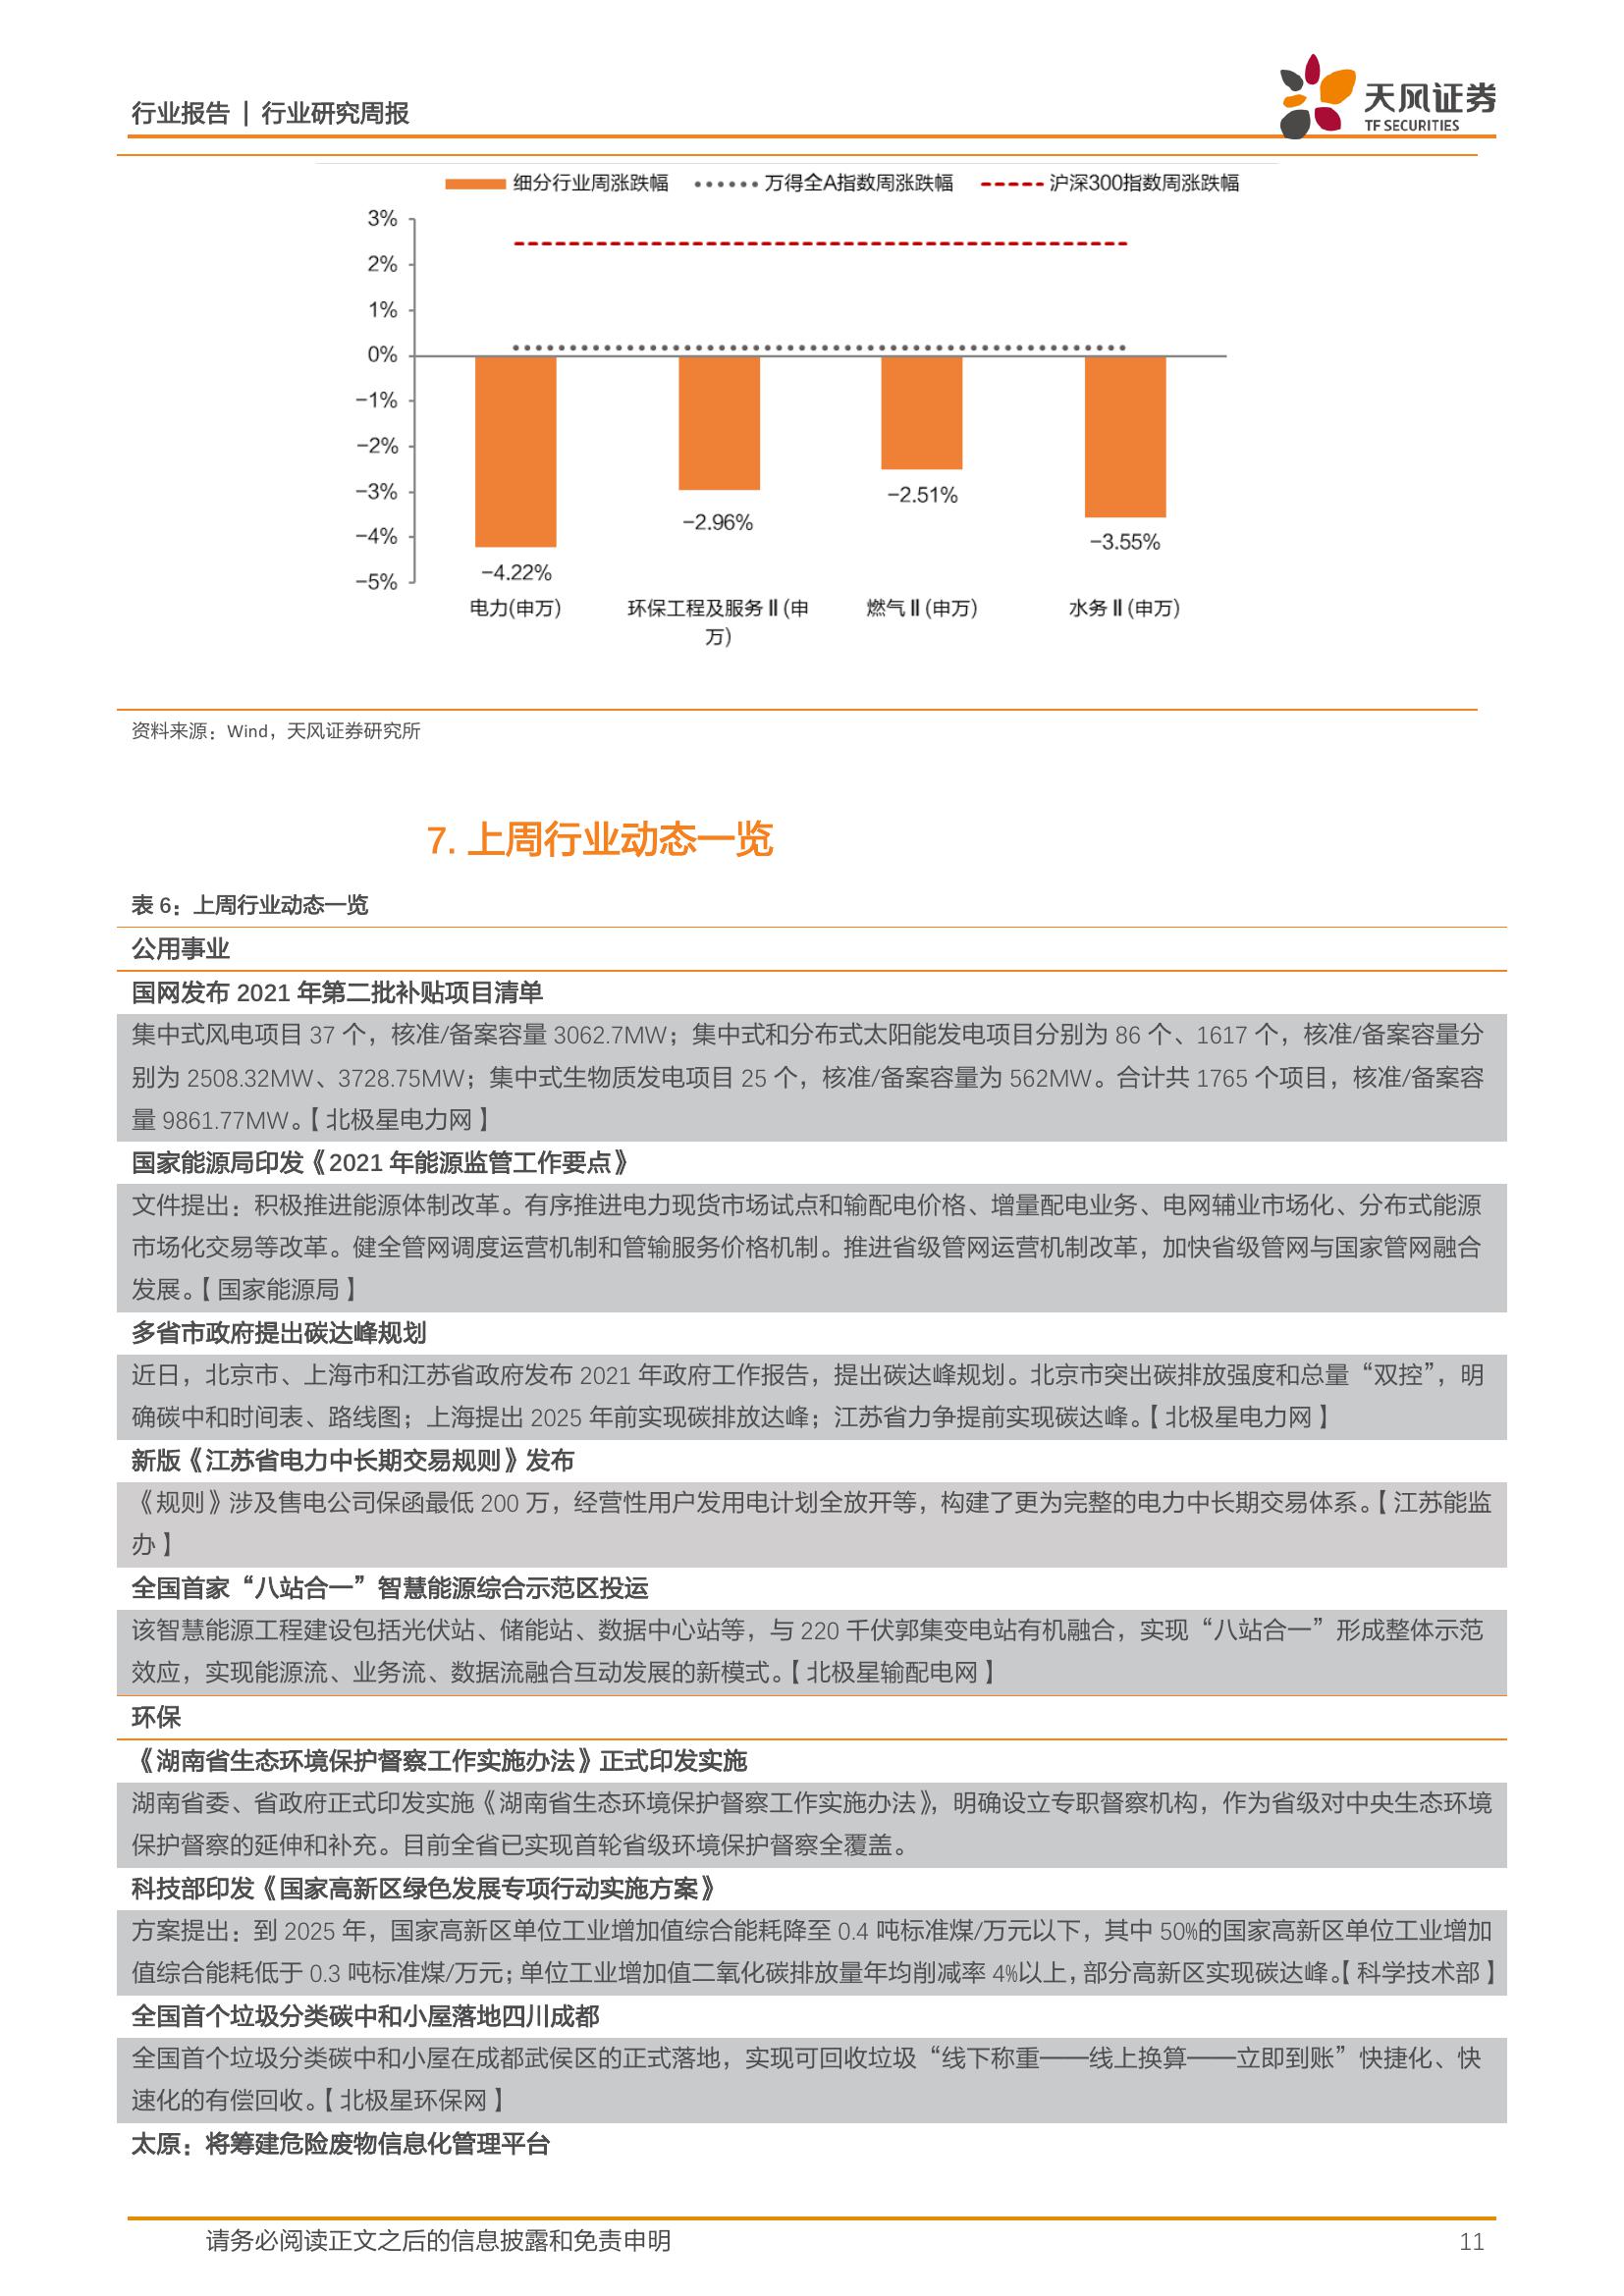 行业报告 | 行业研究周报
天风证券
TF SECURITIES
细分行业周涨跌幅 万得全A指数周涨跌幅 沪深300指数周涨跌幅
3%
2%
1%
0%
-1%
-2%
-3%
-4%
-5%
-4.22%
-2.96%
-2.51%
-3.55%
电力(申万) 环保工程及服务Ⅱ(申 燃气Ⅱ(申万) 水务Ⅱ(申万)
万)
资料来源：Wind，天风证券研究所
7. 上周行业动态一览
表 6：上周行业动态一览
公用事业
国网发布 2021 年第二批补贴项目清单
集中式风电项目 37 个，核准/备案容量 3062.7MW；集中式和分布式太阳能发电项目分别为 86 个、1617 个，核准/备案容量分
别为 2508.32MW、3728.75MW；集中式生物质发电项目 25 个，核准/备案容量为 562MW。合计共 1765 个项目，核准/备案容
量 9861.77MW。【北极星电力网】
国家能源局印发《2021 年能源监管工作要点》
文件提出：积极推进能源体制改革。有序推进电力现货市场试点和输配电价格、增量配电业务、电网辅业市场化、分布式能源
市场化交易等改革。健全管网调度运营机制和管输服务价格机制。推进省级管网运营机制改革，加快省级管网与国家管网融合
发展。【国家能源局】
多省市政府提出碳达峰规划
近日，北京市、上海市和江苏省政府发布 2021 年政府工作报告，提出碳达峰规划。北京市突出碳排放强度和总量“双控”，明
确碳中和时间表、路线图；上海提出 2025 年前实现碳排放达峰；江苏省力争提前实现碳达峰。【北极星电力网】
新版《江苏省电力中长期交易规则》发布
《规则》涉及售电公司保函最低 200 万，经营性用户发用电计划全放开等，构建了更为完整的电力中长期交易体系。【江苏能监
办】
全国首家“八站合一”智慧能源综合示范区投运
该智慧能源工程建设包括光伏站、储能站、数据中心站等，与 220 千伏郭集变电站有机融合，实现“八站合一”形成整体示范
效应，实现能源流、业务流、数据流融合互动发展的新模式。【北极星输配电网】
环保
《湖南省生态环境保护督察工作实施办法》正式印发实施
湖南省委、省政府正式印发实施《湖南省生态环境保护督察工作实施办法》，明确设立专职督察机构，作为省级对中央生态环境
保护督察的延伸和补充。目前全省已实现首轮省级环境保护督察全覆盖。
科技部印发《国家高新区绿色发展专项行动实施方案》
方案提出：到 2025 年，国家高新区单位工业增加值综合能耗降至 0.4 吨标准煤/万元以下，其中 50%的国家高新区单位工业增加
值综合能耗低于 0.3 吨标准煤/万元；单位工业增加值二氧化碳排放量年均削减率 4%以上，部分高新区实现碳达峰。【科学技术部】
全国首个垃圾分类碳中和小屋落地四川成都
全国首个垃圾分类碳中和小屋在成都武侯区的正式落地，实现可回收垃圾“线下称重——线上换算——立即到账”快捷化、快
速化的有偿回收。【北极星环保网】
太原：将筹建危险废物信息化管理平台
请务必阅读正文之后的信息披露和免责申明 11